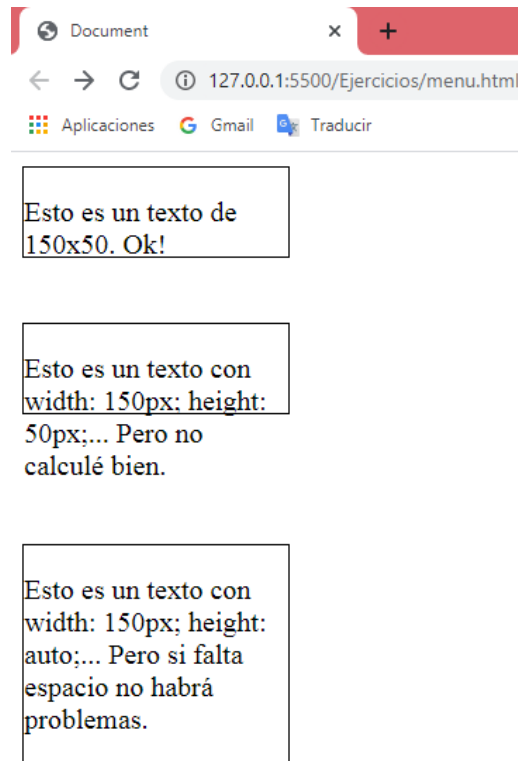 Document
127.0.0.1:5500/Ejercicios/menu.html
Aplicaciones Gmail Traducir
Esto es un texto de
150x50. Ok!
Esto es un texto con
width: 150px; height:
50px;... Pero no
calculé bien.
Esto es un texto con
width: 150px; height:
auto;... Pero si falta
espacio no habrá
problemas.